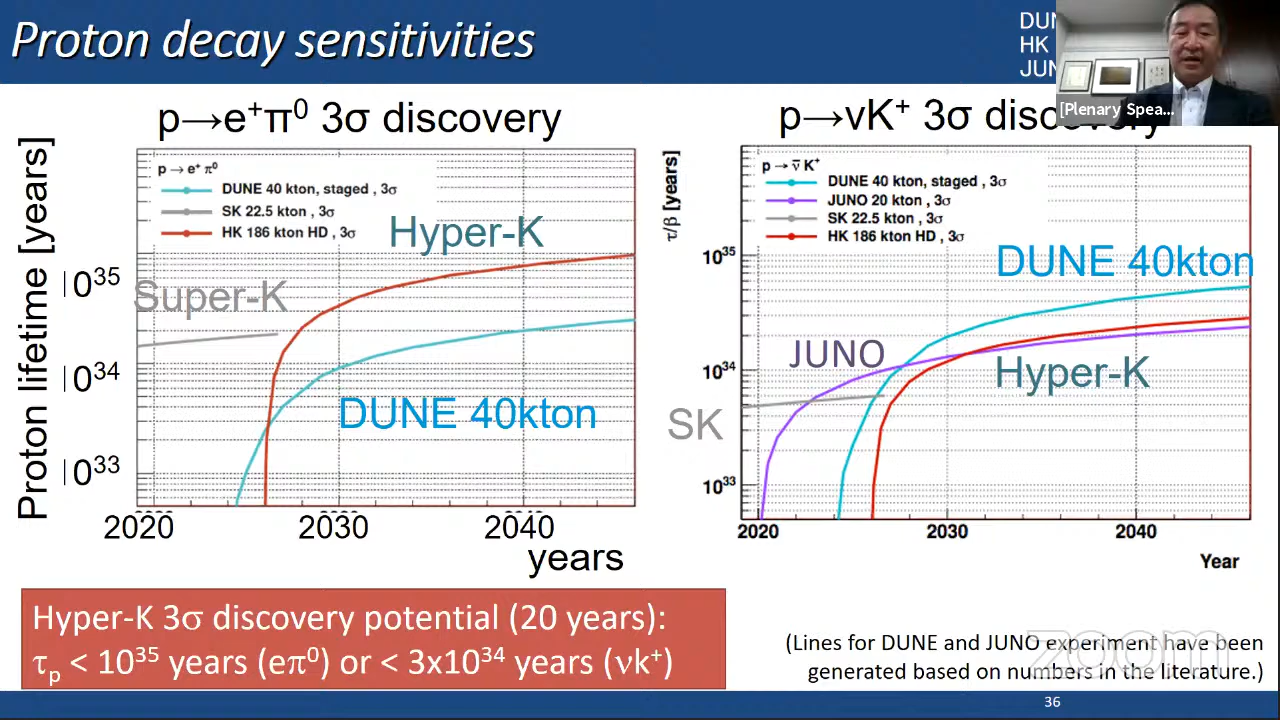 Proton decay sensitivities
HK
[Plenary Spea...
p→e⁺π⁰ 3σ discovery
p → e⁺ π⁰
DUNE 40 kton, staged , 3σ
SK 22.5 kton , 3σ
HK 186 kton HD , 3σ
Hyper-K
Super-K
DUNE 40kton
Proton lifetime [years]
10³⁵
10³⁴
10³³
2020
2030
2040
years
p→νK⁺ 3σ discovery
p → ν̄ K⁺
DUNE 40 kton, staged , 3σ
JUNO 20 kton , 3σ
SK 22.5 kton , 3σ
HK 186 kton HD , 3σ
DUNE 40kton
JUNO
Hyper-K
SK
τ/β [years]
10³⁵
10³⁴
10³³
2020
2030
2040
Year
Hyper-K 3σ discovery potential (20 years):
τₚ < 10³⁵ years (eπ⁰) or < 3x10³⁴ years (νk⁺)
(Lines for DUNE and JUNO experiment have been
generated based on numbers in the literature.)
zoom
36